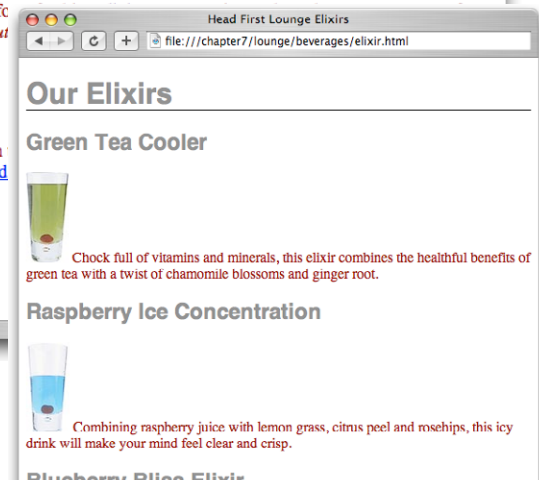 Head First Lounge Elixirs
file:///chapter7/lounge/beverages/elixir.html
Our Elixirs
Green Tea Cooler
Chock full of vitamins and minerals, this elixir combines the healthful benefits of
green tea with a twist of chamomile blossoms and ginger root.
Raspberry Ice Concentration
Combining raspberry juice with lemon grass, citrus peel and rosehips, this icy
drink will make your mind feel clear and crisp.
Blueberry Bliss Elixir